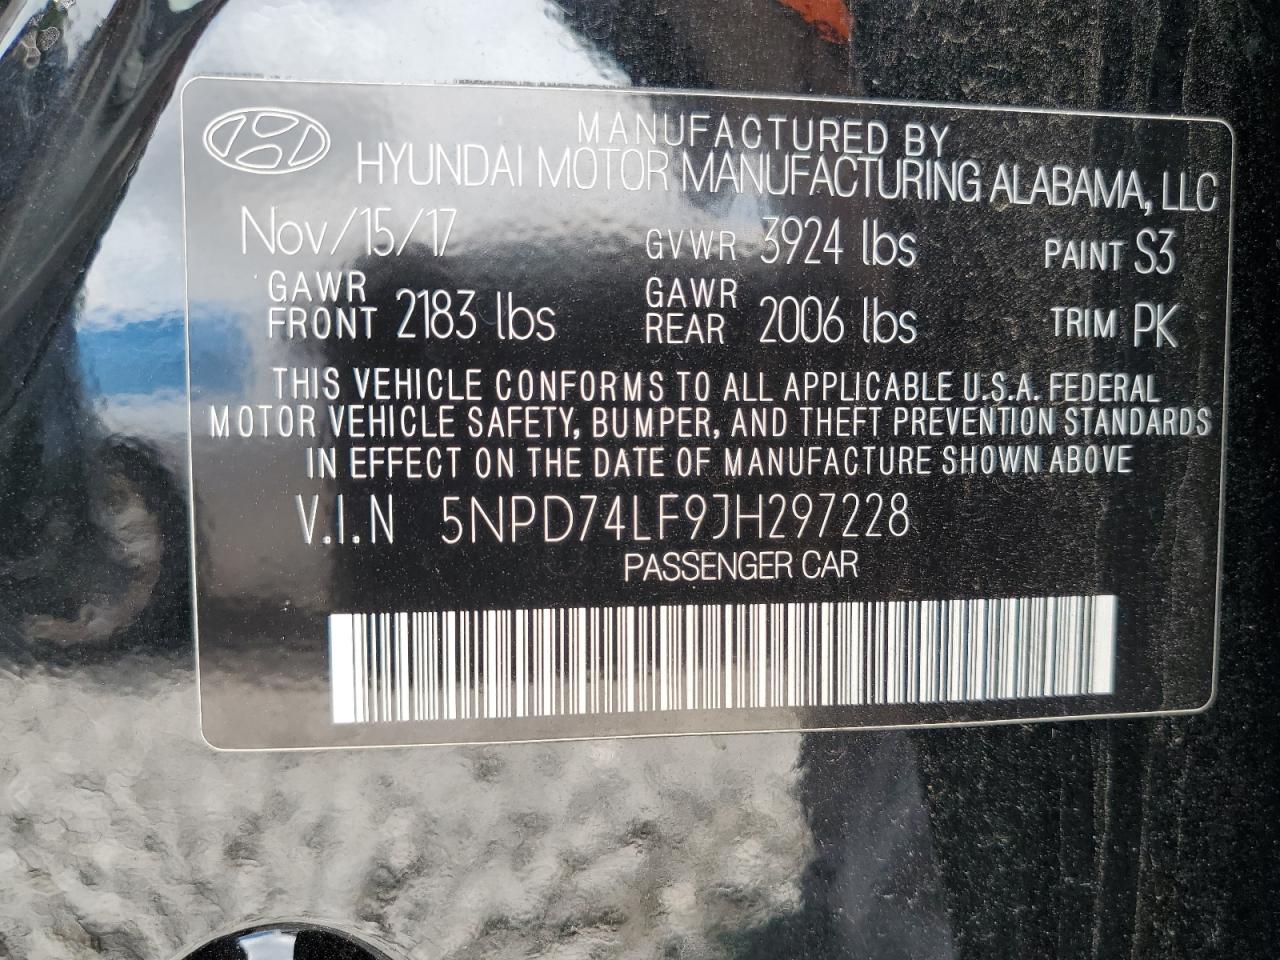 MANUFACTURED BY
HYUNDAI MOTOR MANUFACTURING ALABAMA, LLC
Nov/15/17 GVWR 3924 lbs PAINT S3
GAWR FRONT 2183 lbs GAWR REAR 2006 lbs TRIM PK
THIS VEHICLE CONFORMS TO ALL APPLICABLE U.S.A. FEDERAL
MOTOR VEHICLE SAFETY, BUMPER, AND THEFT PREVENTION STANDARDS
IN EFFECT ON THE DATE OF MANUFACTURE SHOWN ABOVE
V.I.N 5NPD74LF9JH297228
PASSENGER CAR